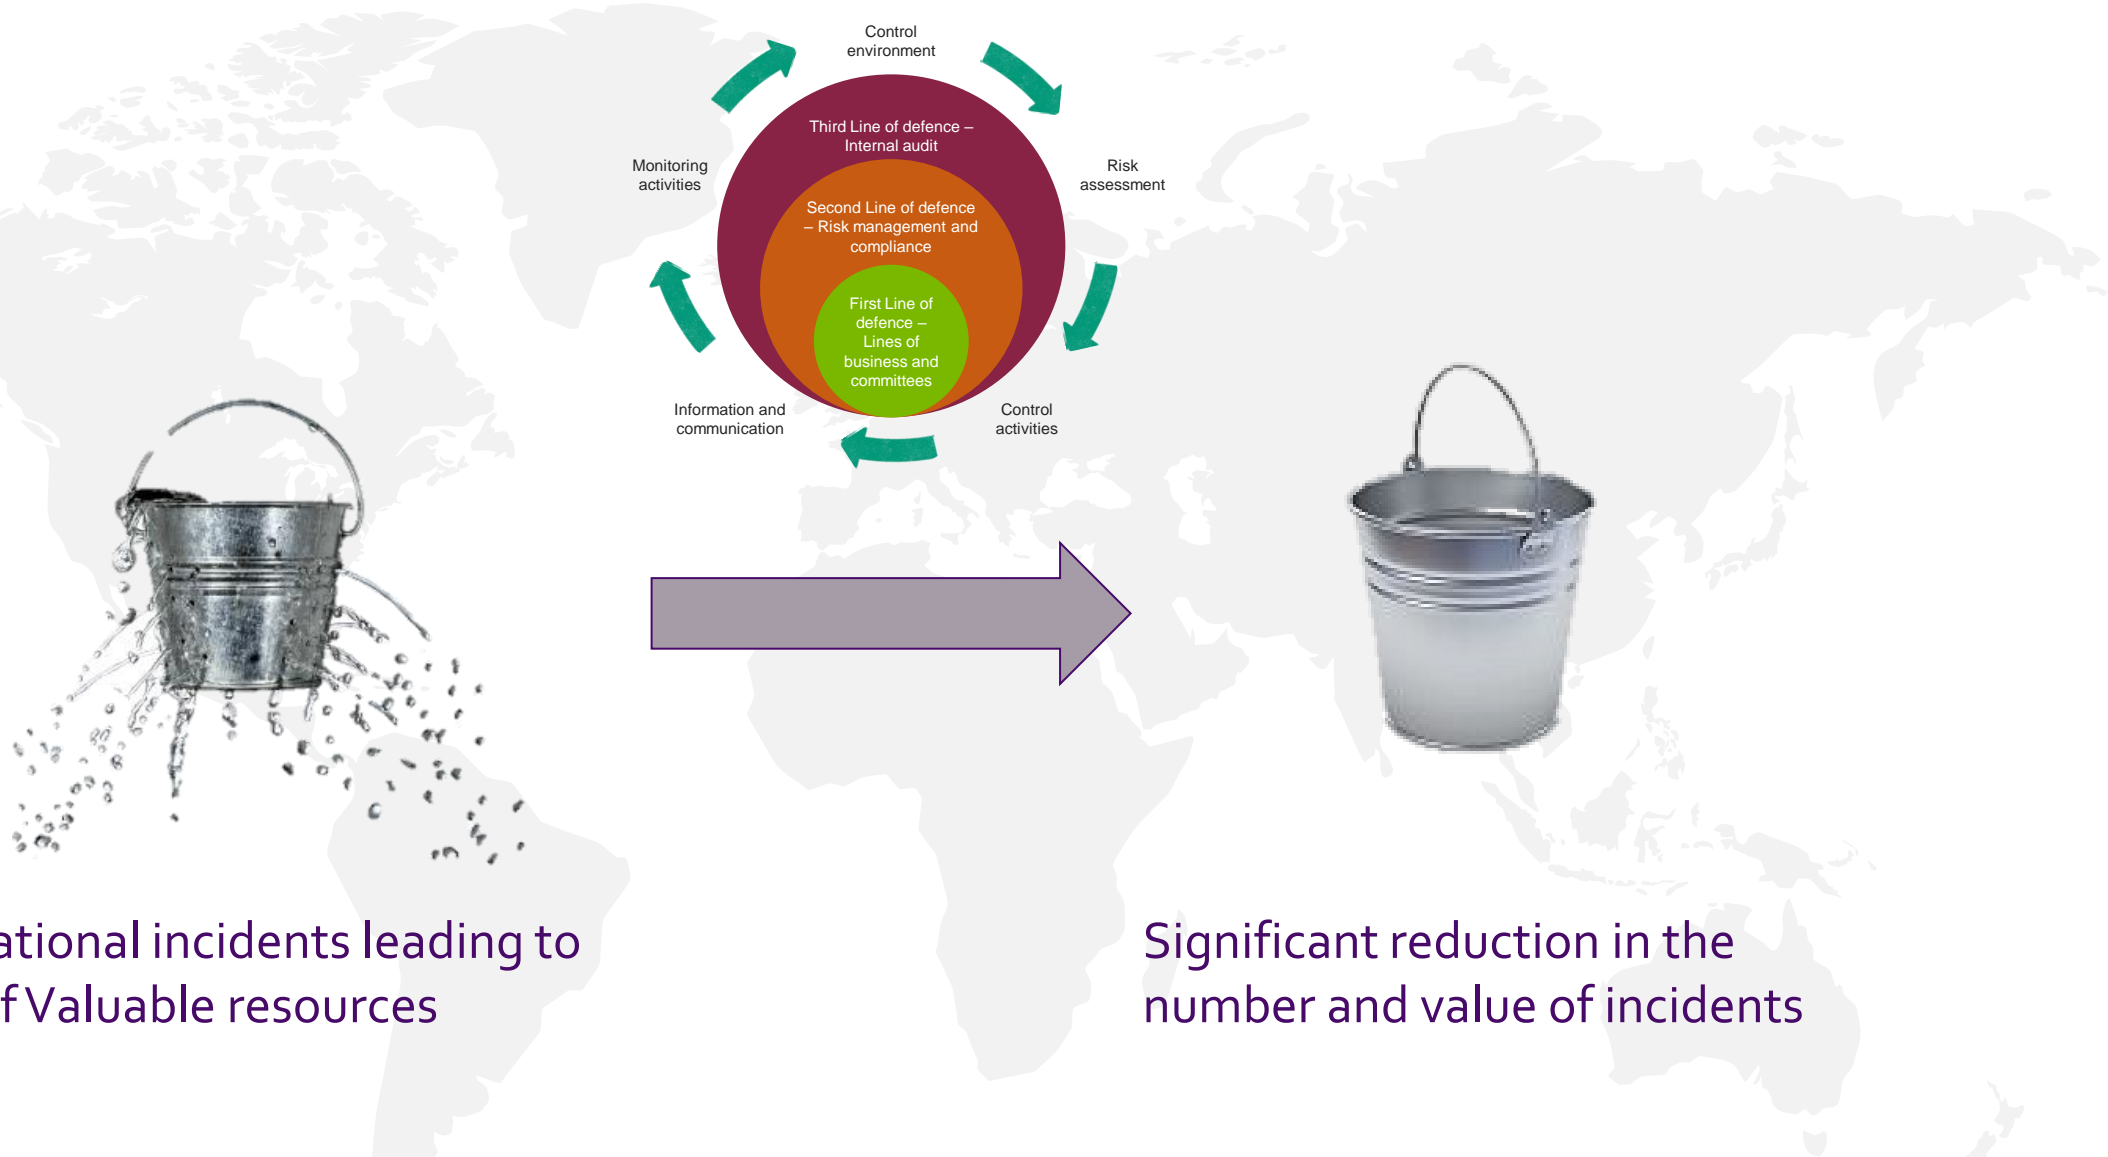 Control
environment
Third Line of defence –
Internal audit
Monitoring
activities
Risk
assessment
Second Line of defence
– Risk management and
compliance
First Line of
defence –
Lines of
business and
committees
Information and
communication
Control
activities
incidents leading to
Valuable resources
Significant reduction in the
number and value of incidents